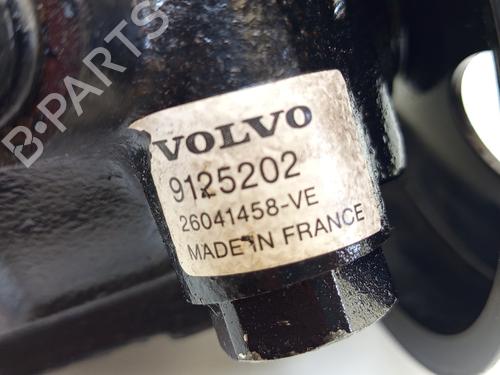 B-PARTS
VOLVO
9125202
26041458-VE
MADE IN FRANCE